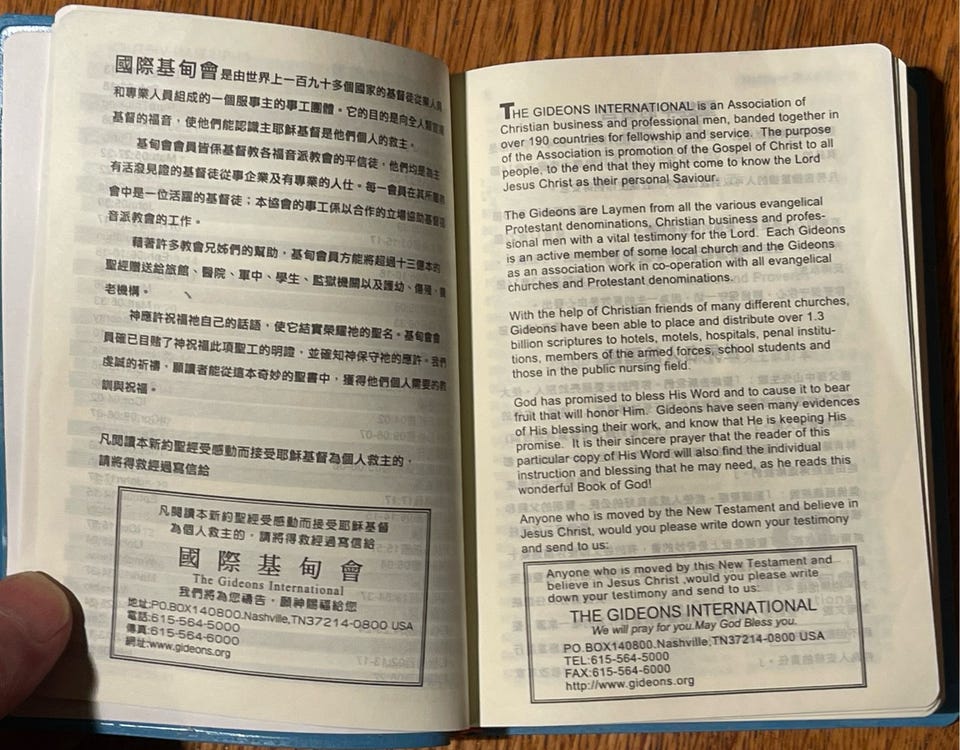 國際基甸會是由世界上一百九十多個國家的基督徒從業人員
和專業人員組成的一個服事主的事工團體。它的目的是向全人類宣揚
基督的福音，使他們能認識主耶穌基督是他們個人的救主。
基甸會會員皆係基督教各福音派教會的平信徒，他們均是為主
有活潑見證的基督徒從事企業及有專業的人仕。每一會員在其所屬教
會中是一位活躍的基督徒；本協會的事工係以合作的立場協助基督福
音派教會的工作。
藉著許多教會兄姊們的幫助，基甸會員方能將超過十三億本的
聖經贈送給旅館、醫院、軍中、學生、監獄機關以及護幼、傷殘、養
老機構。
神應許祝福祂自己的話語，使它結實榮耀祂的聖名。基甸會會
員確已目睹了神祝福此項聖工的明證，並確知神保守祂的應許。我們
虔誠的祈禱，願讀者能從這本奇妙的聖書中，獲得他們個人需要的教
訓與祝福。
凡閱讀本新約聖經受感動而接受耶穌基督為個人救主的，
請將得救經過寫信給
凡閱讀本新約聖經受感動而接受耶穌基督
為個人救主的，請將得救經過寫信給
國際基甸會
The Gideons International
我們將為您禱告，願神賜福給您
地址:PO.BOX140800.Nashville,TN37214-0800 USA
電話:615-564-5000
傳真:615-564-6000
網址:www.gideons.org
THE GIDEONS INTERNATIONAL is an Association of
Christian business and professional men, banded together in
over 190 countries for fellowship and service. The purpose
of the Association is promotion of the Gospel of Christ to all
people, to the end that they might come to know the Lord
Jesus Christ as their personal Saviour.
The Gideons are Laymen from all the various evangelical
Protestant denominations, Christian business and profes-
sional men with a vital testimony for the Lord. Each Gideons
is an active member of some local church and the Gideons
as an association work in co-operation with all evangelical
churches and Protestant denominations.
With the help of Christian friends of many different churches,
Gideons have been able to place and distribute over 1.3
billion scriptures to hotels, motels, hospitals, penal institu-
tions, members of the armed forces, school students and
those in the public nursing field.
God has promised to bless His Word and to cause it to bear
fruit that will honor Him. Gideons have seen many evidences
of His blessing their work, and know that He is keeping His
promise. It is their sincere prayer that the reader of this
particular copy of His Word will also find the individual
instruction and blessing that he may need, as he reads this
wonderful Book of God!
Anyone who is moved by the New Testament and believe in
Jesus Christ, would you please write down your testimony
and send to us:
Anyone who is moved by this New Testament and
believe in Jesus Christ ,would you please write
down your testimony and send to us:
THE GIDEONS INTERNATIONAL
We will pray for you.May God Bless you.
PO.BOX140800.Nashville,TN37214-0800 USA
TEL:615-564-5000
FAX:615-564-6000
http://www.gideons.org